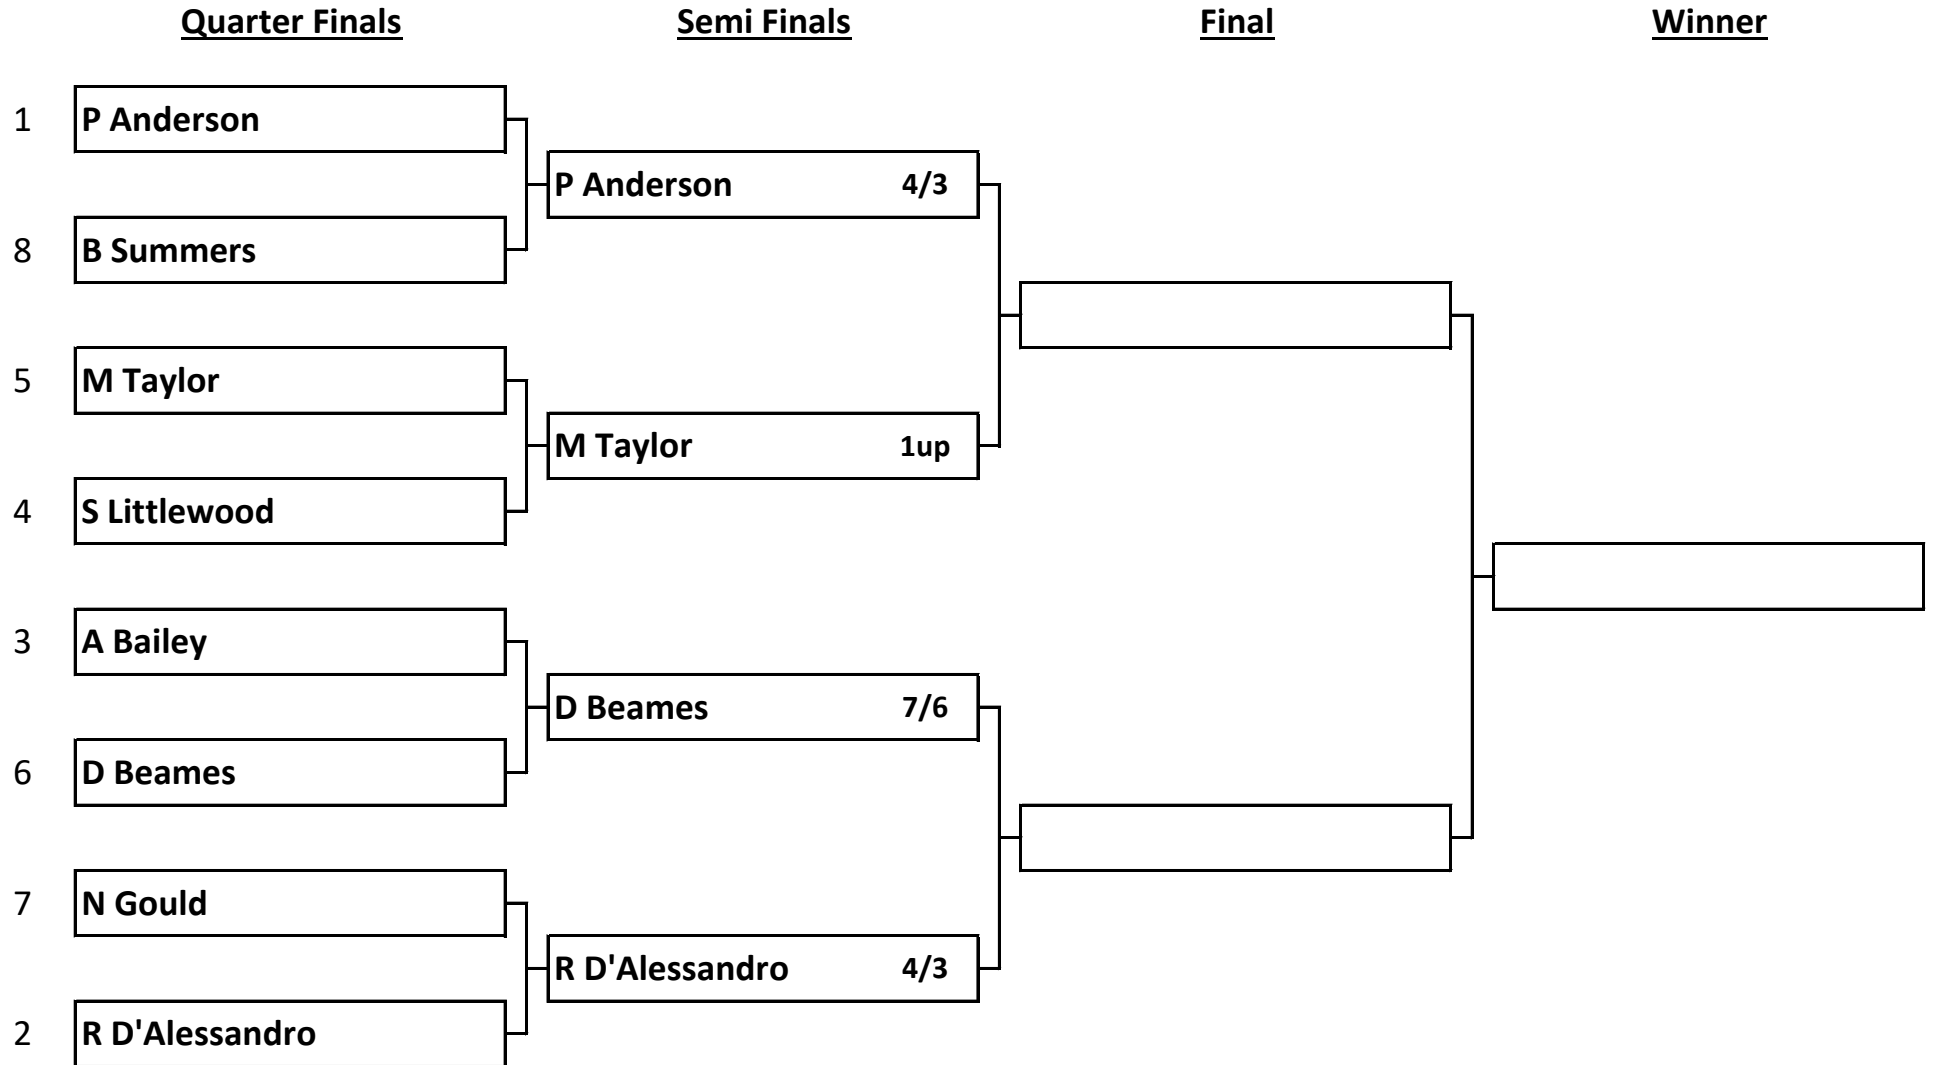 Quarter Finals Semi Finals Final Winner
1 P Anderson
P Anderson 4/3
8 B Summers
5 M Taylor
M Taylor 1up
4 S Littlewood
3 A Bailey
D Beames 7/6
6 D Beames
7 N Gould
R D'Alessandro 4/3
2 R D'Alessandro